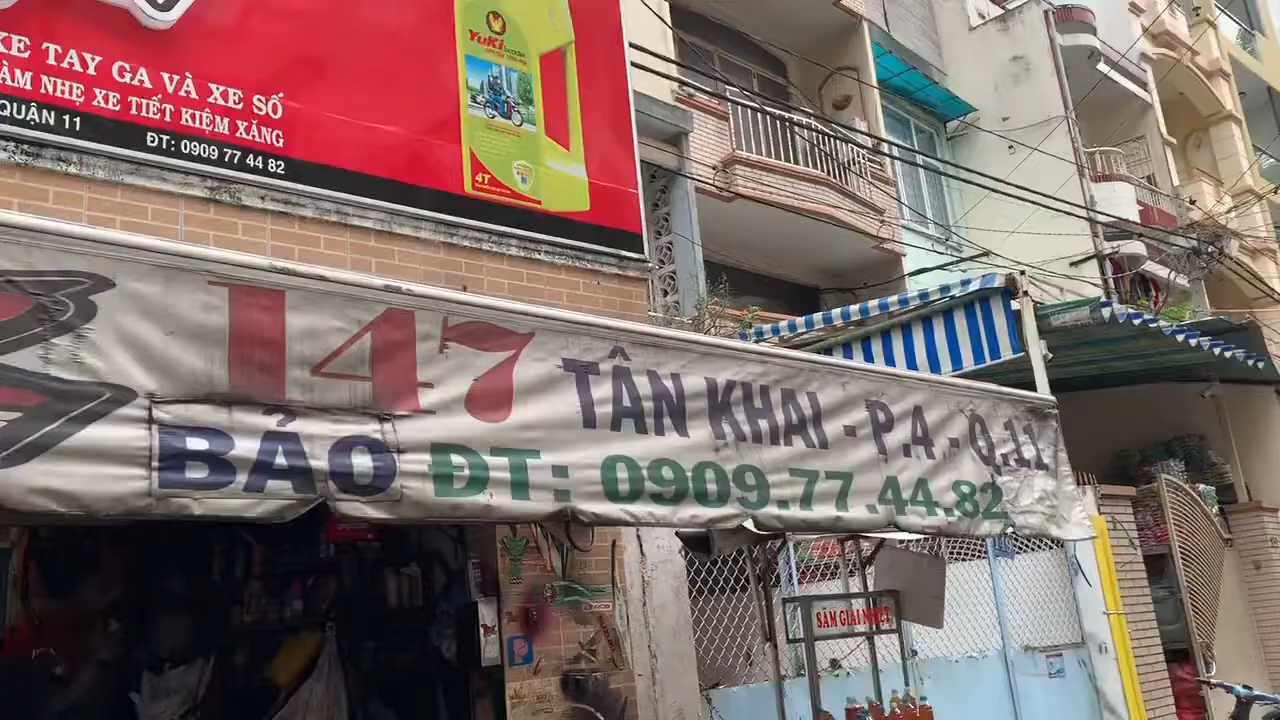 XE TAY GA VÀ XE SỐ
ÀM NHẸ XE TIẾT KIỆM XĂNG
QUẬN 11
ĐT: 0909 77 44 82
YuKi
4T
147
TÂN KHAI - P.4 - Q.11
BẢO ĐT: 0909.77.44.82
SÂM GIẢI NHIỆT